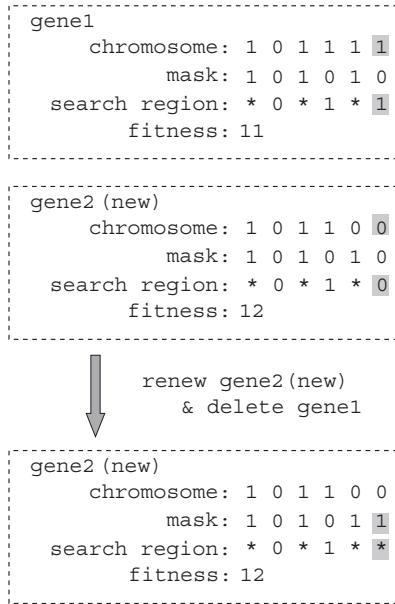 gene1
chromosome: 1 0 1 1 1 1
mask: 1 0 1 0 1 0
search region: * 0 * 1 * 1
fitness: 11
gene2(new)
chromosome: 1 0 1 1 0 0
mask: 1 0 1 0 1 0
search region: * 0 * 1 * 0
fitness: 12
renew gene2(new)
& delete gene1
gene2(new)
chromosome: 1 0 1 1 0 0
mask: 1 0 1 0 1 1
search region: * 0 * 1 * *
fitness: 12